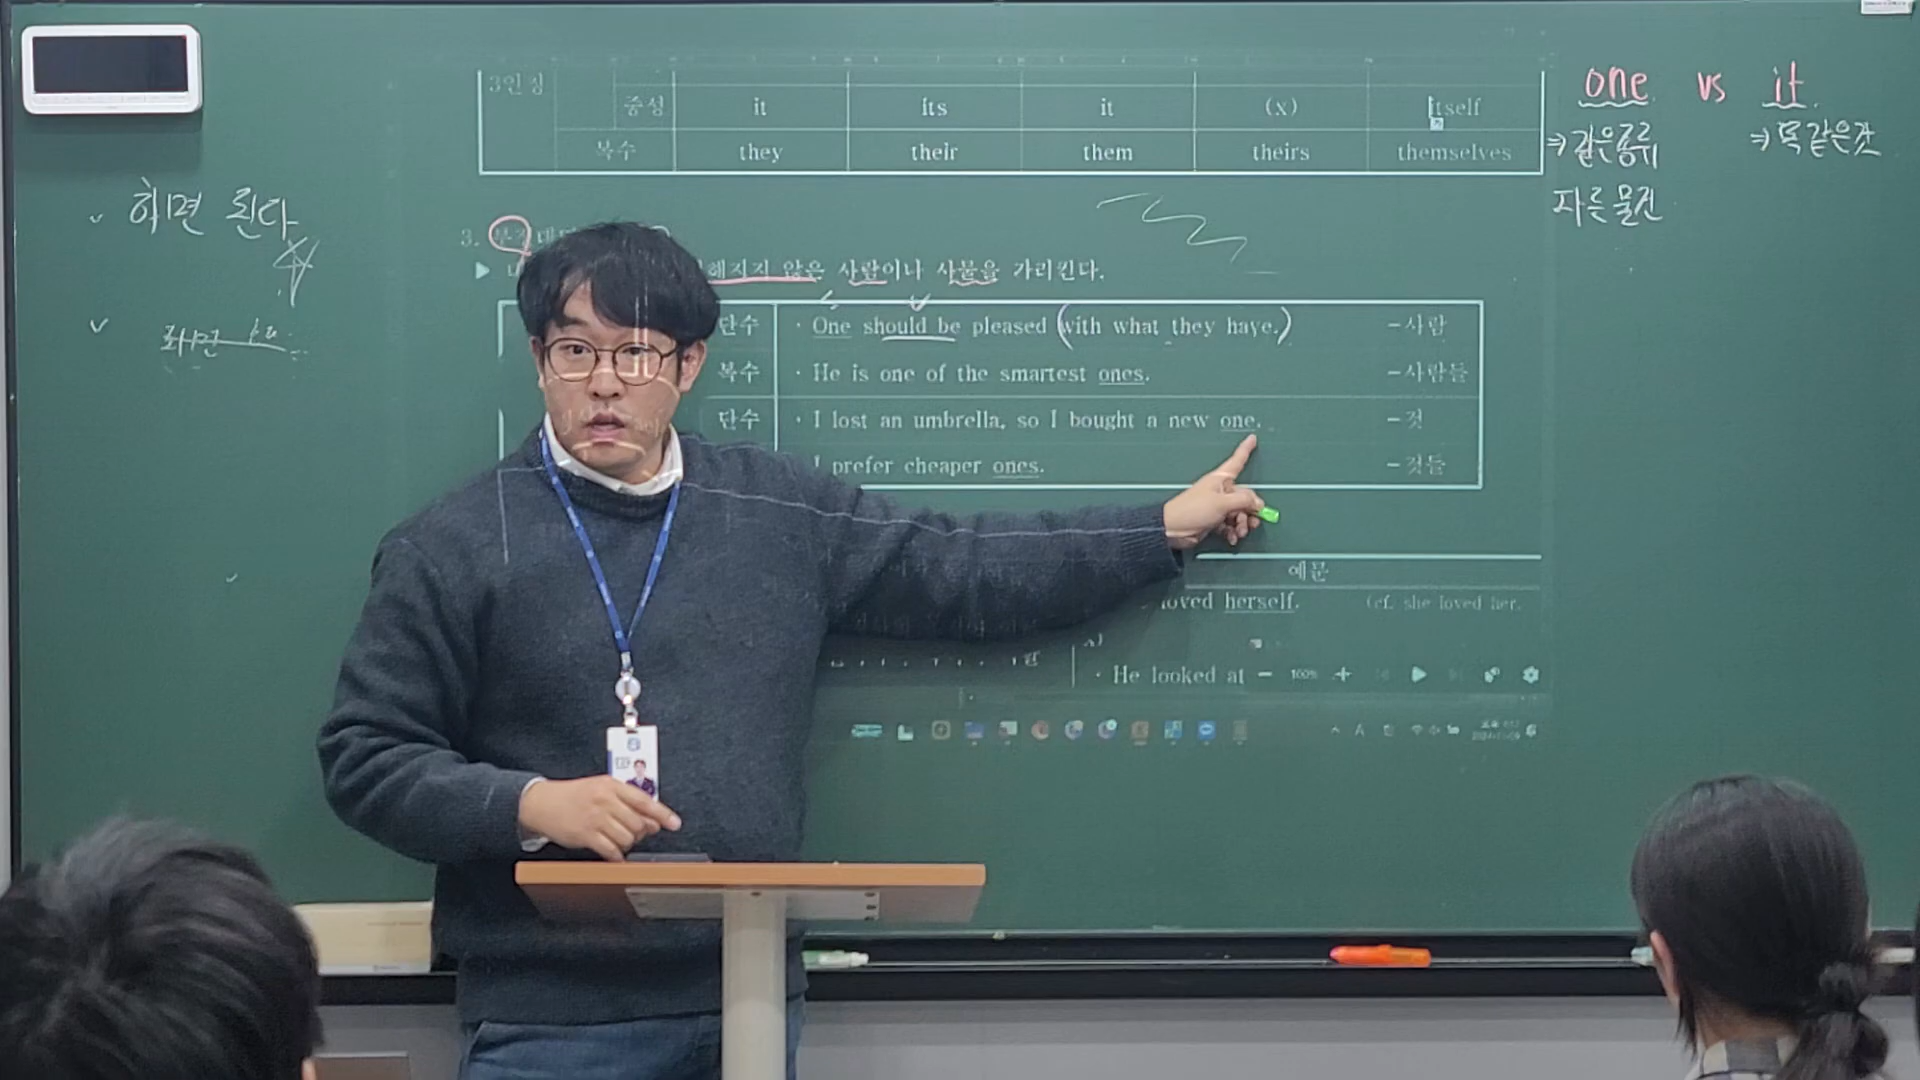 3인칭
중성 it its it (x) itself
복수 they their them theirs themselves
one vs it
⇒ 같은종류 ⇒ 똑같은것
다른 물건
하면 된다
3. 부정대명
해지지 않은 사람이나 사물을 가리킨다.
단수 · One should be pleased (with what they have.) -사람
복수 · He is one of the smartest ones. -사람들
단수 · I lost an umbrella, so I bought a new one. -것
I prefer cheaper ones. -것들
예문
loved herself. (cf. she loved her.
· He looked at
100%